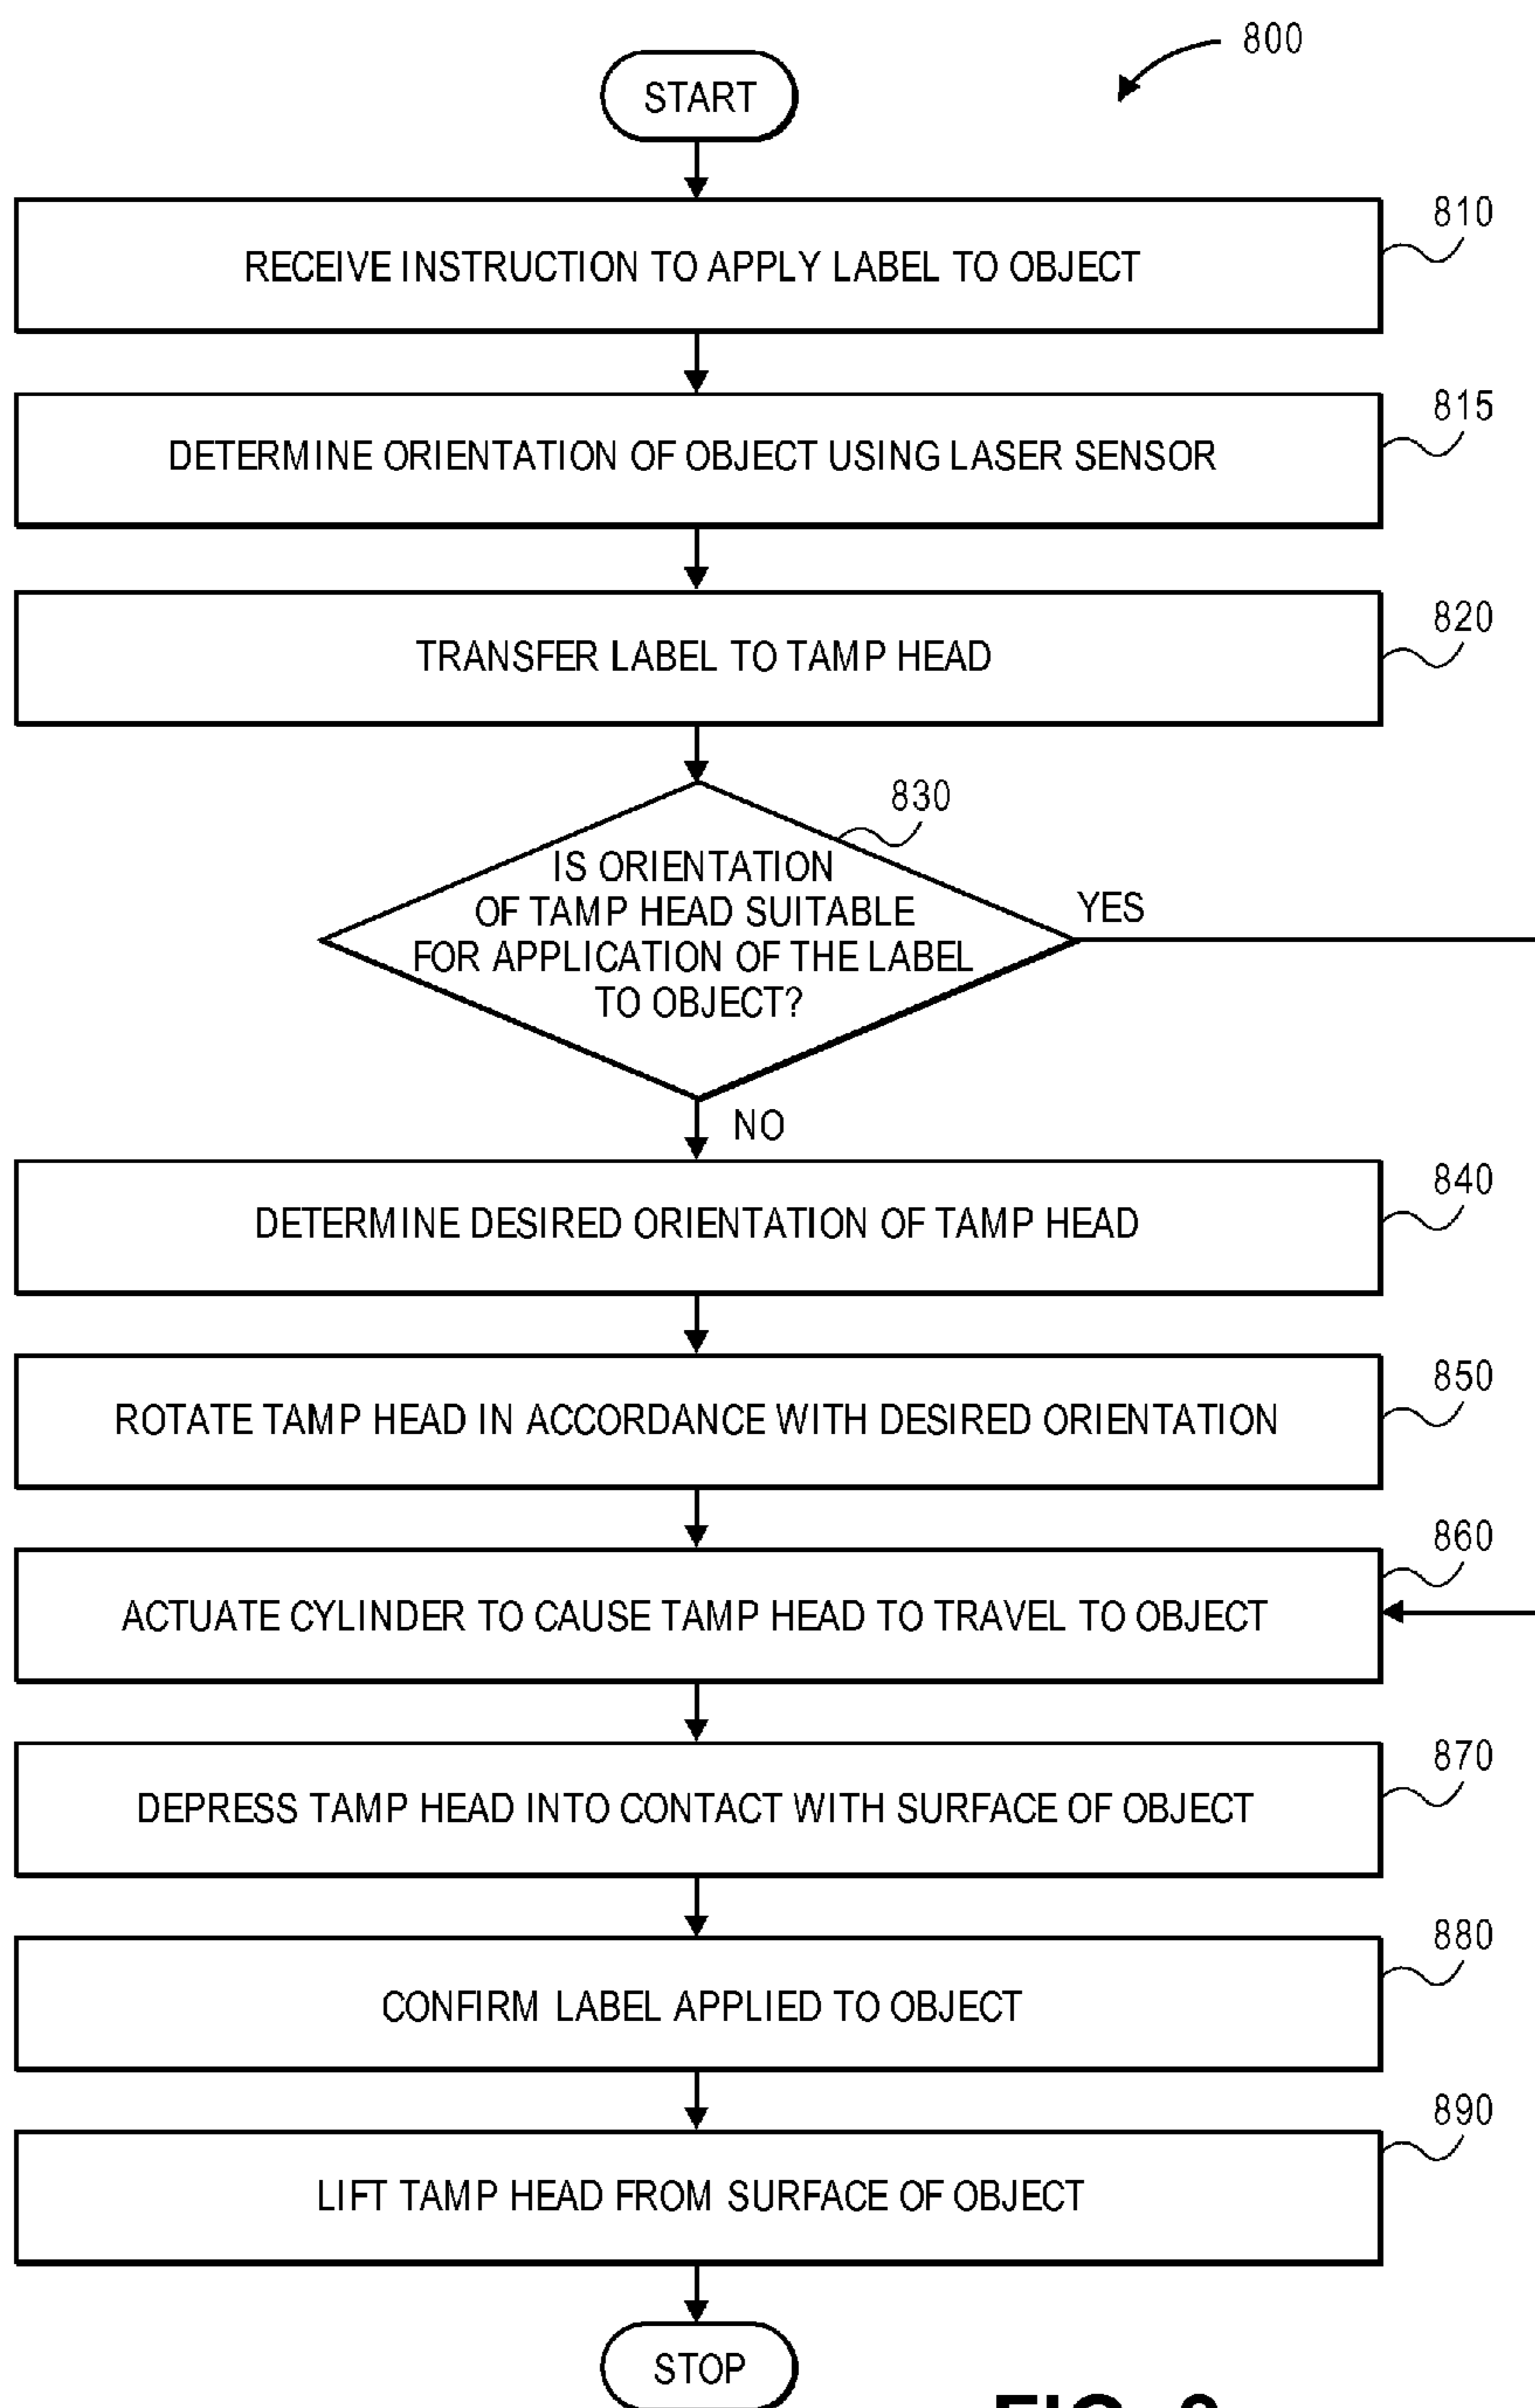 800
START
810
RECEIVE INSTRUCTION TO APPLY LABEL TO OBJECT
815
DETERMINE ORIENTATION OF OBJECT USING LASER SENSOR
820
TRANSFER LABEL TO TAMP HEAD
830
IS ORIENTATION
OF TAMP HEAD SUITABLE
FOR APPLICATION OF THE LABEL
TO OBJECT?
YES
NO
840
DETERMINE DESIRED ORIENTATION OF TAMP HEAD
850
ROTATE TAMP HEAD IN ACCORDANCE WITH DESIRED ORIENTATION
860
ACTUATE CYLINDER TO CAUSE TAMP HEAD TO TRAVEL TO OBJECT
870
DEPRESS TAMP HEAD INTO CONTACT WITH SURFACE OF OBJECT
880
CONFIRM LABEL APPLIED TO OBJECT
890
LIFT TAMP HEAD FROM SURFACE OF OBJECT
STOP